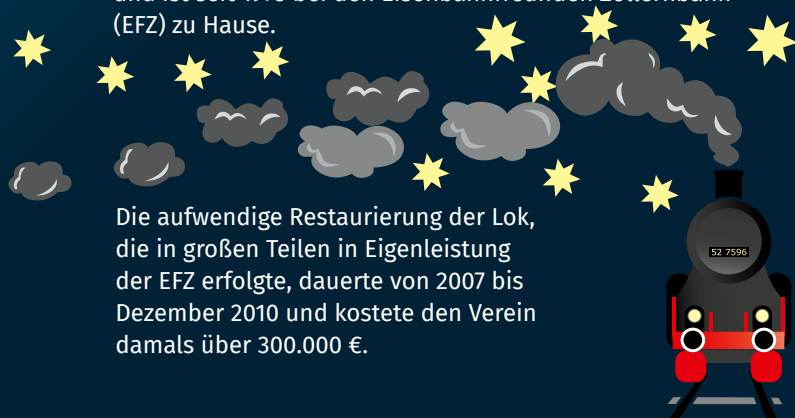 (EFZ) zu Hause.
Die aufwendige Restaurierung der Lok,
die in großen Teilen in Eigenleistung
der EFZ erfolgte, dauerte von 2007 bis
Dezember 2010 und kostete den Verein
damals über 300.000 €.
52 7596